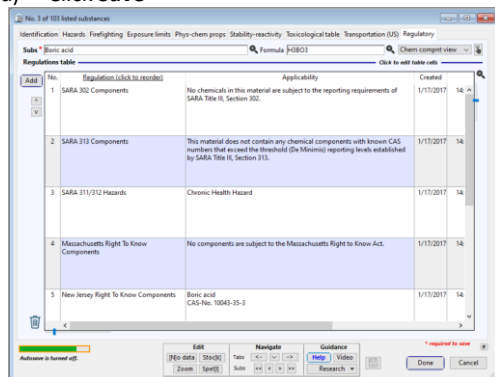 No. 3 of 103 listed substances
Identification Hazards Firefighting Exposure limits Phys-chem props Stability-reactivity Toxicological table Transportation (US) Regulatory
Subs * Boric acid Formula H3BO3 Chem compnt view
Regulations table Click to edit table cells
Add No. Regulation (click to reorder) Applicability Created
1 SARA 302 Components No chemicals in this material are subject to the reporting requirements of 1/17/2017 14:
SARA Title III, Section 302.
2 SARA 313 Components This material does not contain any chemical components with known CAS 1/17/2017 14:
numbers that exceed the threshold (De Minimis) reporting levels established
by SARA Title III, Section 313.
3 SARA 311/312 Hazards Chronic Health Hazard 1/17/2017 14:
4 Massachusetts Right To Know No components are subject to the Massachusetts Right to Know Act. 1/17/2017 14:
Components
5 New Jersey Right To Know Components Boric acid 1/17/2017 14:
CAS-No. 10043-35-3
Edit Navigate Guidance * required to save
Autosave is turned off. [N]o data Stoc[k] Tabs <- -> Help Video Done Cancel
Zoom Spel[l] Subs Research